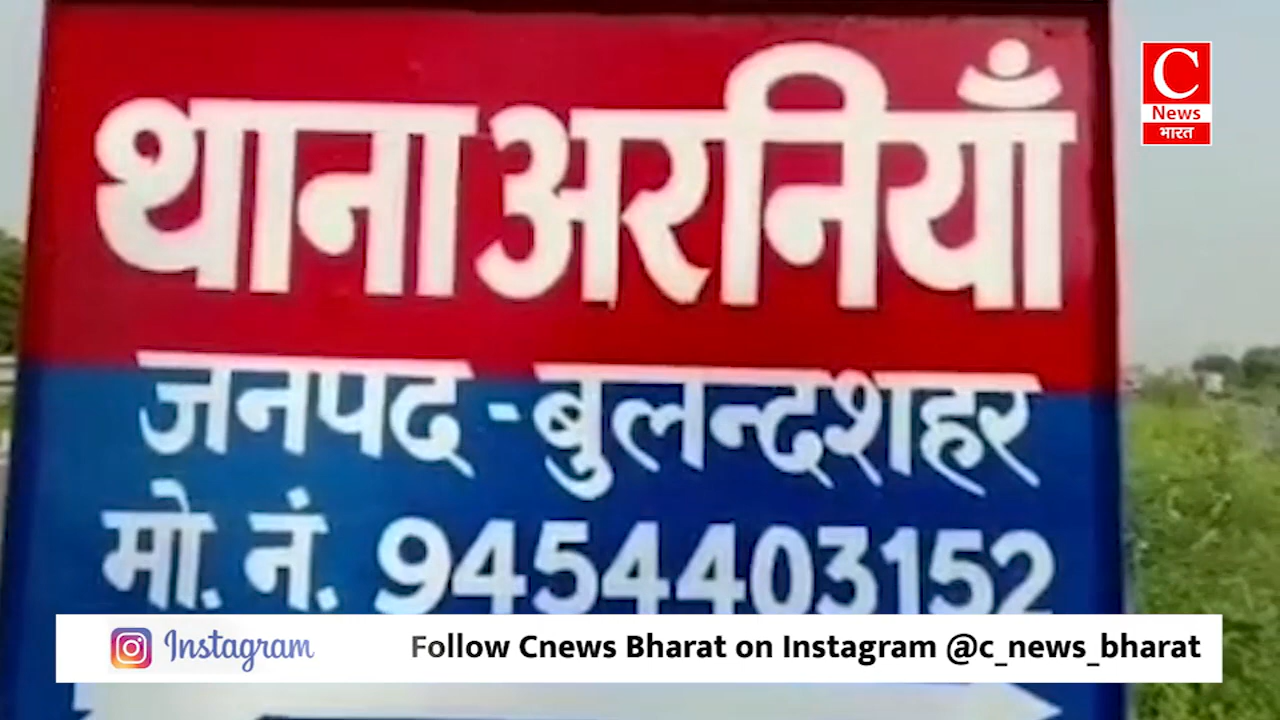 थाना अरनियाँ
जनपद - बुलन्दशहर
मो. नं. 9454403152
C
News
भारत
Instagram
Follow Cnews Bharat on Instagram @c_news_bharat